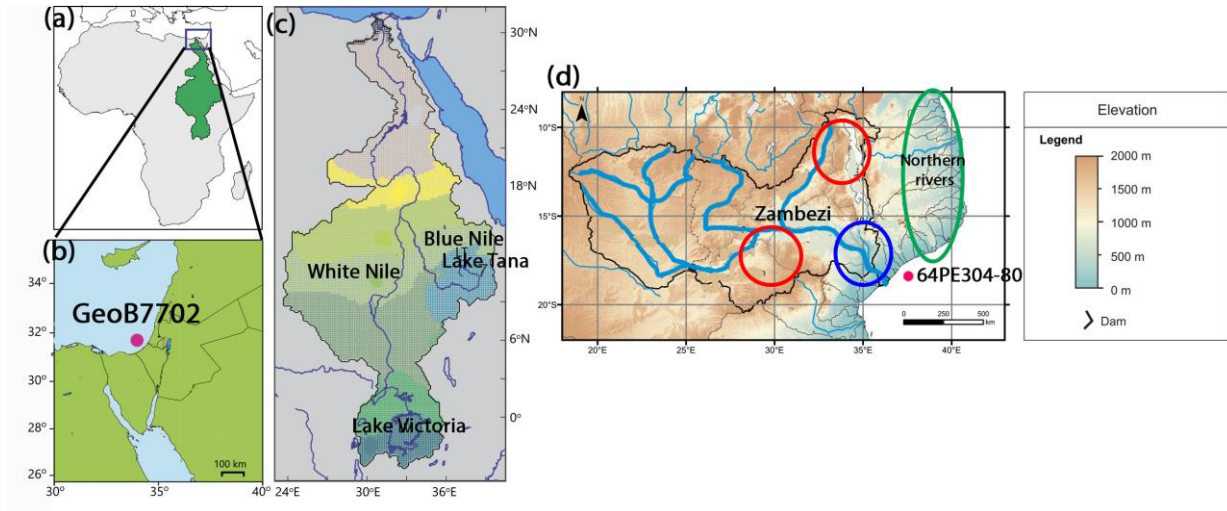 (a)
(b)
34°
32°
30°
28°
26°
30°
35°
40°
GeoB7702
100 km
(c)
30°N
24°N
18°N
6°N
0°
24°E
30°E
36°E
Blue Nile
Lake Tana
White Nile
Lake Victoria
(d)
N
10°S
15°S
20°S
20°E
25°E
30°E
35°E
40°E
Northern
rivers
Zambezi
64PE304-80
0 250 500
km
Elevation
Legend
2000 m
1500 m
1000 m
500 m
0 m
Dam